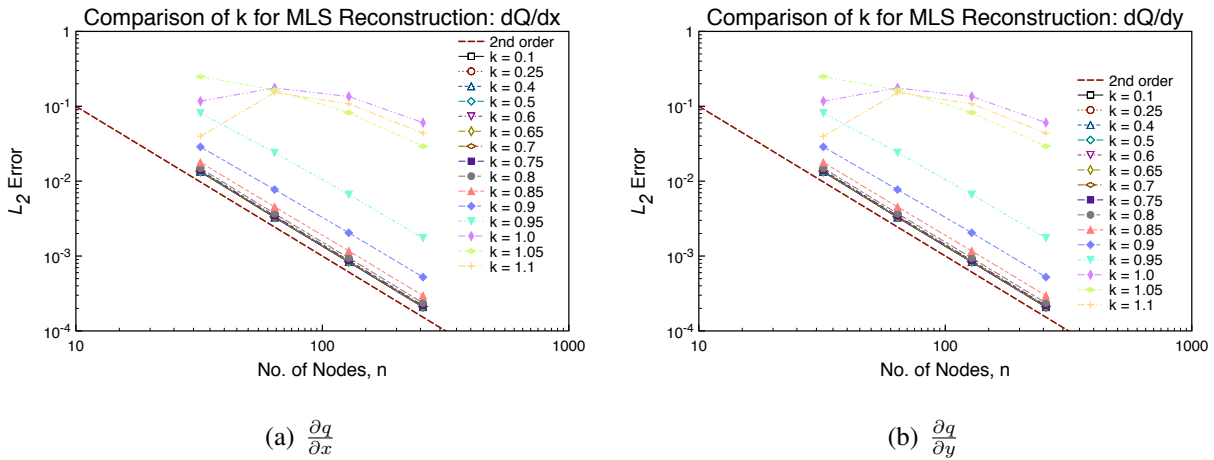 Comparison of k for MLS Reconstruction: dQ/dx
1
10^-1
10^-2
10^-3
10^-4
L_2 Error
10
100
1000
No. of Nodes, n
2nd order
k = 0.1
k = 0.25
k = 0.4
k = 0.5
k = 0.6
k = 0.65
k = 0.7
k = 0.75
k = 0.8
k = 0.85
k = 0.9
k = 0.95
k = 1.0
k = 1.05
k = 1.1
(a) ∂q/∂x
Comparison of k for MLS Reconstruction: dQ/dy
1
10^-1
10^-2
10^-3
10^-4
L_2 Error
10
100
1000
No. of Nodes, n
2nd order
k = 0.1
k = 0.25
k = 0.4
k = 0.5
k = 0.6
k = 0.65
k = 0.7
k = 0.75
k = 0.8
k = 0.85
k = 0.9
k = 0.95
k = 1.0
k = 1.05
k = 1.1
(b) ∂q/∂y